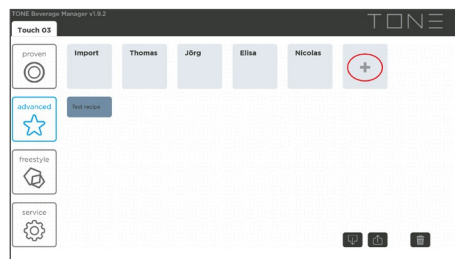 TONE Beverage Manager v1.9.2
TONE
Touch 03
proven
Import Thomas Jörg Elisa Nicolas
+
advanced
Test recipe
freestyle
service